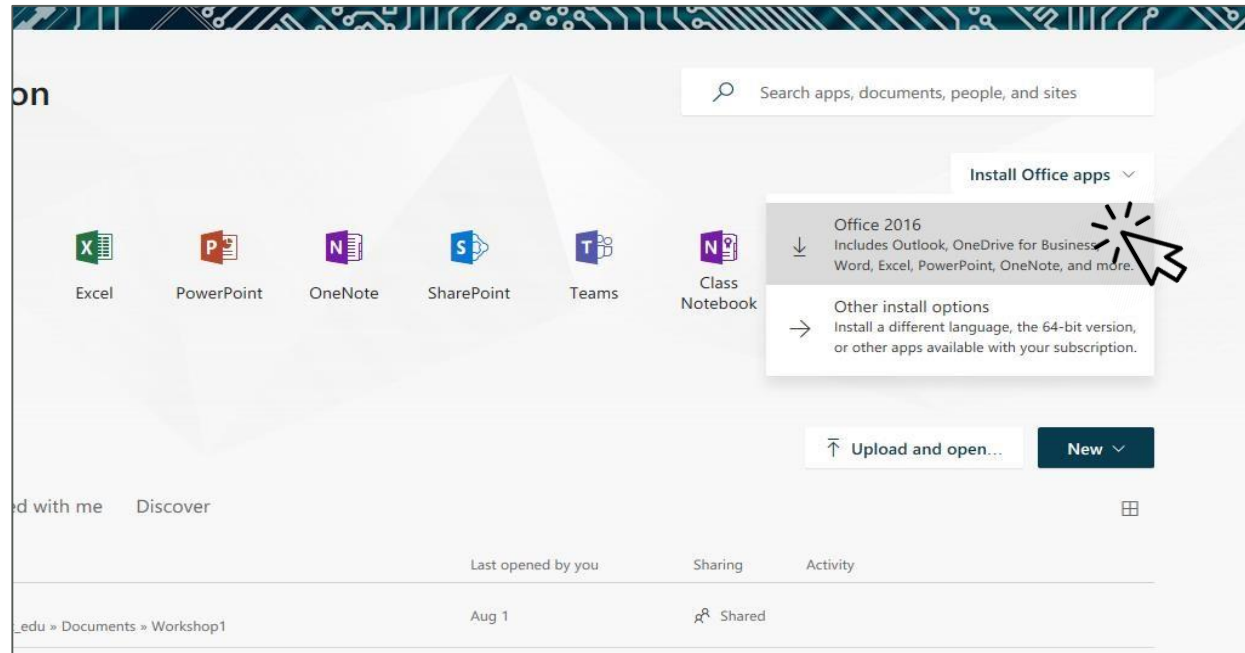 on
Search apps, documents, people, and sites
Install Office apps
Office 2016
Includes Outlook, OneDrive for Business,
Word, Excel, PowerPoint, OneNote, and more.
Other install options
Install a different language, the 64-bit version,
or other apps available with your subscription.
Excel
PowerPoint
OneNote
SharePoint
Teams
Class
Notebook
Upload and open...
New
ed with me
Discover
Last opened by you
Sharing
Activity
_edu » Documents » Workshop1
Aug 1
Shared